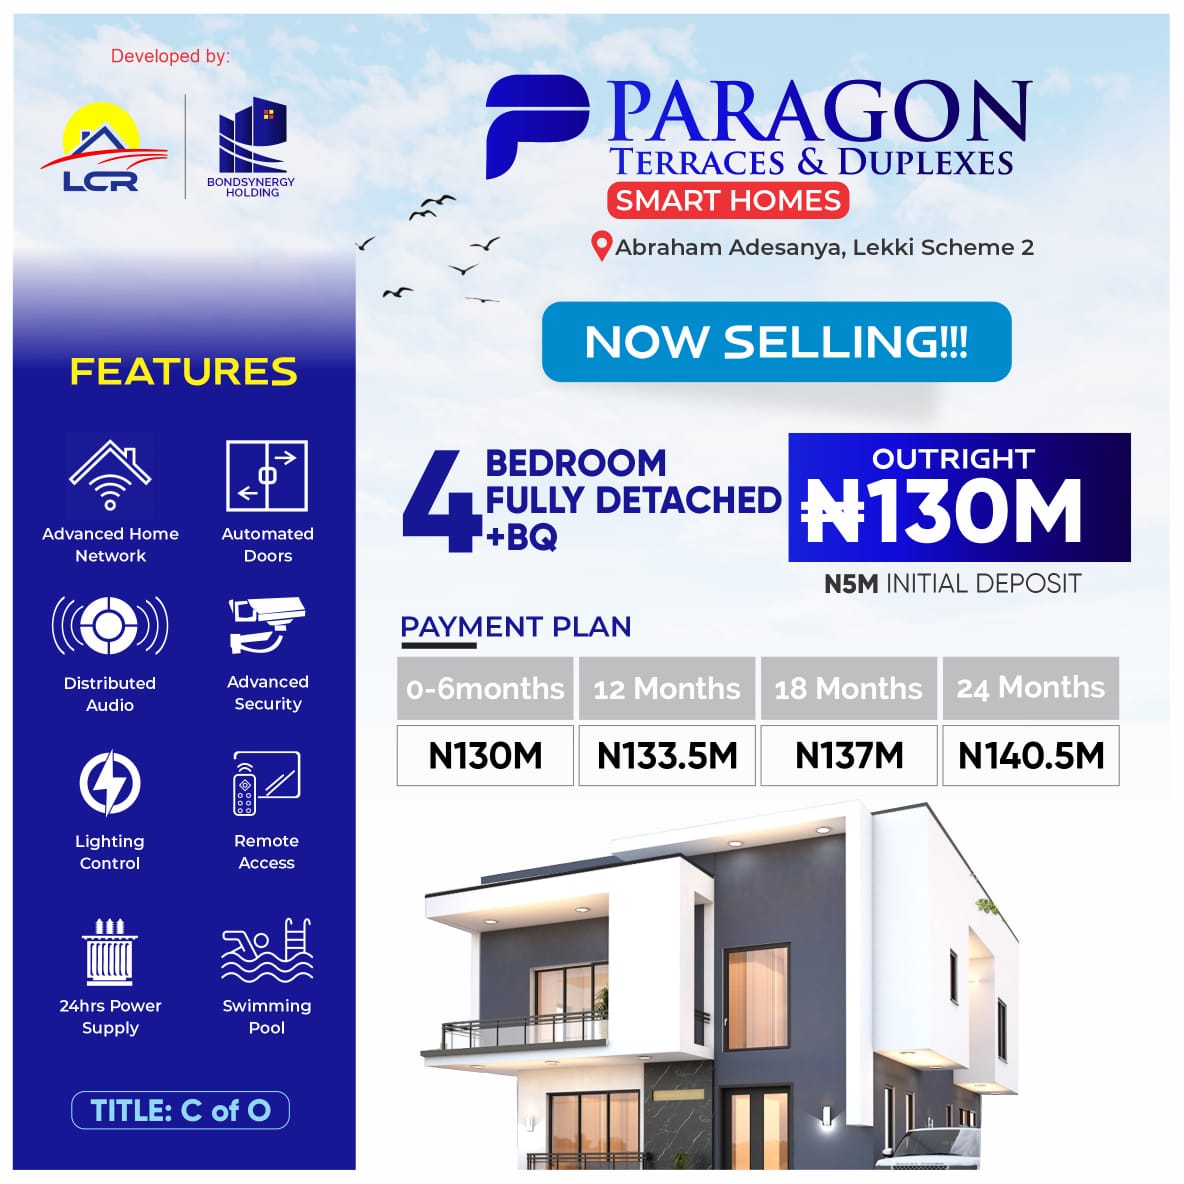 Developed by:
LCR
BONDSYNERGY
HOLDING
PARAGON
TERRACES & DUPLEXES
SMART HOMES
Abraham Adesanya, Lekki Scheme 2
NOW SELLING!!!
FEATURES
Advanced Home
Network
Automated
Doors
Distributed
Audio
Advanced
Security
Lighting
Control
Remote
Access
24hrs Power
Supply
Swimming
Pool
TITLE: C of O
4 BEDROOM
FULLY DETACHED
+BQ
OUTRIGHT
₦130M
N5M INITIAL DEPOSIT
PAYMENT PLAN
0-6months 12 Months 18 Months 24 Months
N130M N133.5M N137M N140.5M